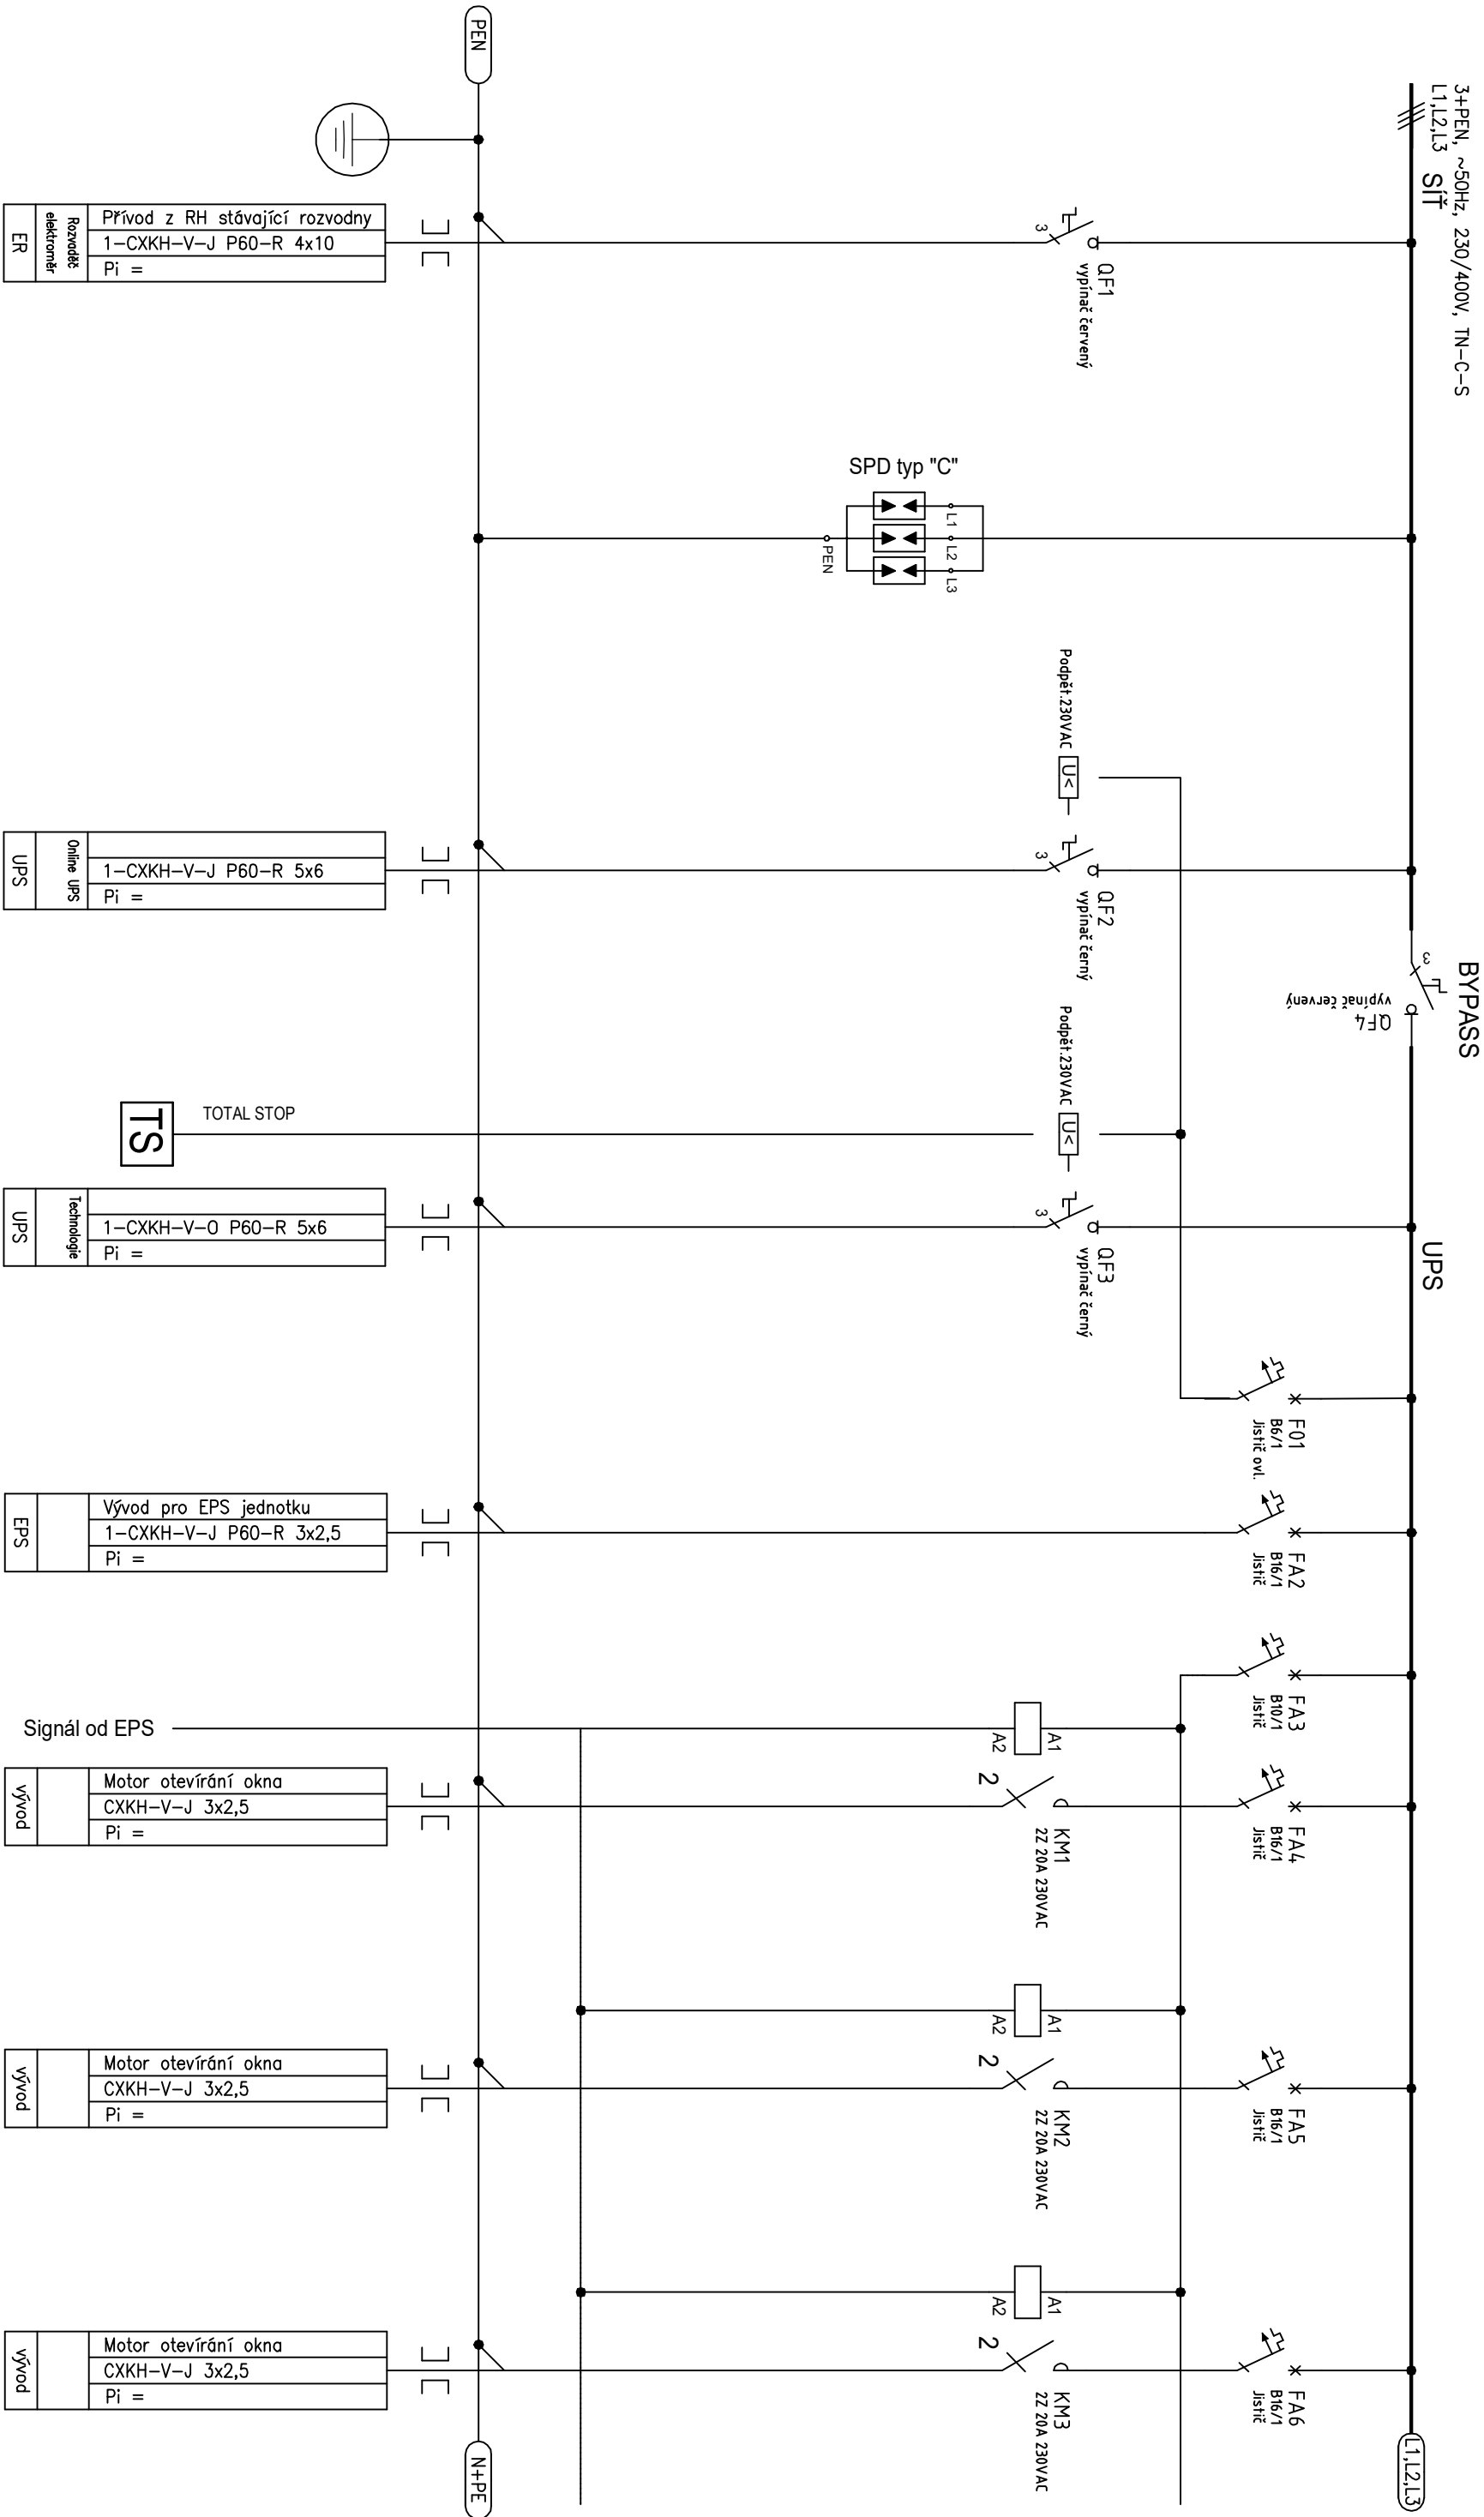 3+PEN, ~50Hz, 230/400V, TN-C-S
L1,L2,L3
SÍŤ
PEN
Přívod z RH stávající rozvodny
1-CXKH-V-J P60-R 4x10
Pi =
Rozvaděč
elektroměr
ER
3
QF1
vypínač červený
SPD typ "C"
L1
L2
L3
PEN
Podpět.230VAC
U<
3
QF2
vypínač černý
1-CXKH-V-J P60-R 5x6
Pi =
Online UPS
UPS
BYPASS
3
QF4
vypínač červený
Podpět.230VAC
U<
TOTAL STOP
TS
UPS
3
QF3
vypínač černý
1-CXKH-V-O P60-R 5x6
Pi =
Technologie
UPS
F01
B6/1
Jistič ovl.
Vývod pro EPS jednotku
1-CXKH-V-J P60-R 3x2,5
Pi =
EPS
FA2
B16/1
Jistič
FA3
B10/1
Jistič
Signál od EPS
A1
A2
Motor otevírání okna
CXKH-V-J 3x2,5
Pi =
vývod
2
KM1
2Z 20A 230VAC
FA4
B16/1
Jistič
A1
A2
Motor otevírání okna
CXKH-V-J 3x2,5
Pi =
vývod
2
KM2
2Z 20A 230VAC
FA5
B16/1
Jistič
A1
A2
Motor otevírání okna
CXKH-V-J 3x2,5
Pi =
vývod
2
KM3
2Z 20A 230VAC
FA6
B16/1
Jistič
N+PE
L1,L2,L3